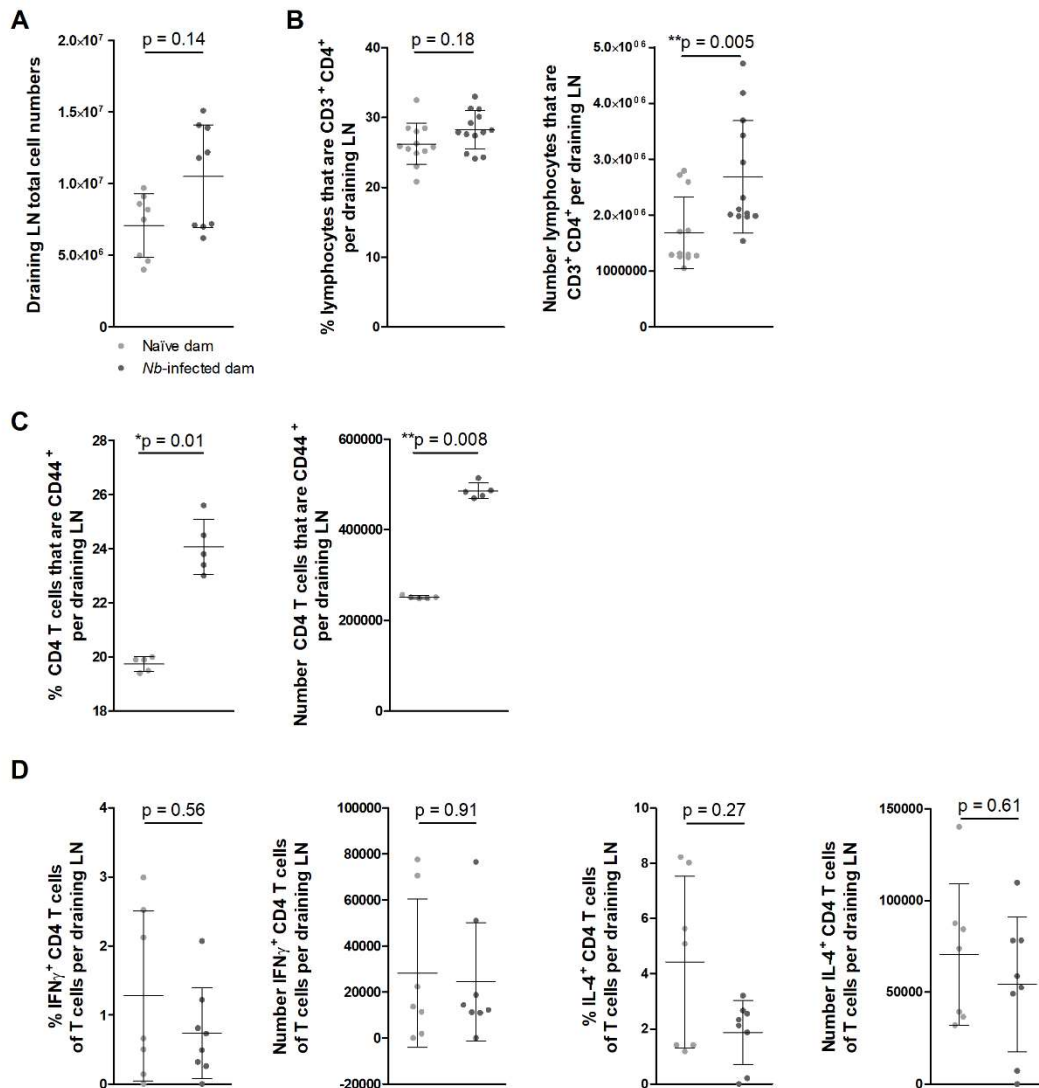 A
Draining LN total cell numbers
2.0×10⁷
1.5×10⁷
1.0×10⁷
5.0×10⁶
0
p = 0.14
Naïve dam
Nb-infected dam
B
% lymphocytes that are CD3⁺ CD4⁺
per draining LN
40
30
20
10
0
p = 0.18
Number lymphocytes that are
CD3⁺ CD4⁺ per draining LN
5.0×10⁰⁶
4.0×10⁰⁶
3.0×10⁰⁶
2.0×10⁰⁶
1000000
0
**p = 0.005
C
% CD4 T cells that are CD44⁺
per draining LN
28
26
24
22
20
18
*p = 0.01
Number CD4 T cells that are CD44⁺
per draining LN
600000
400000
200000
0
**p = 0.008
D
% IFNγ⁺ CD4 T cells
of T cells per draining LN
4
3
2
1
0
p = 0.56
Number IFNγ⁺ CD4 T cells
of T cells per draining LN
100000
80000
60000
40000
20000
0
-20000
p = 0.91
% IL-4⁺ CD4 T cells
of T cells per draining LN
10
8
6
4
2
0
p = 0.27
Number IL-4⁺ CD4 T cells
of T cells per draining LN
150000
100000
50000
0
p = 0.61